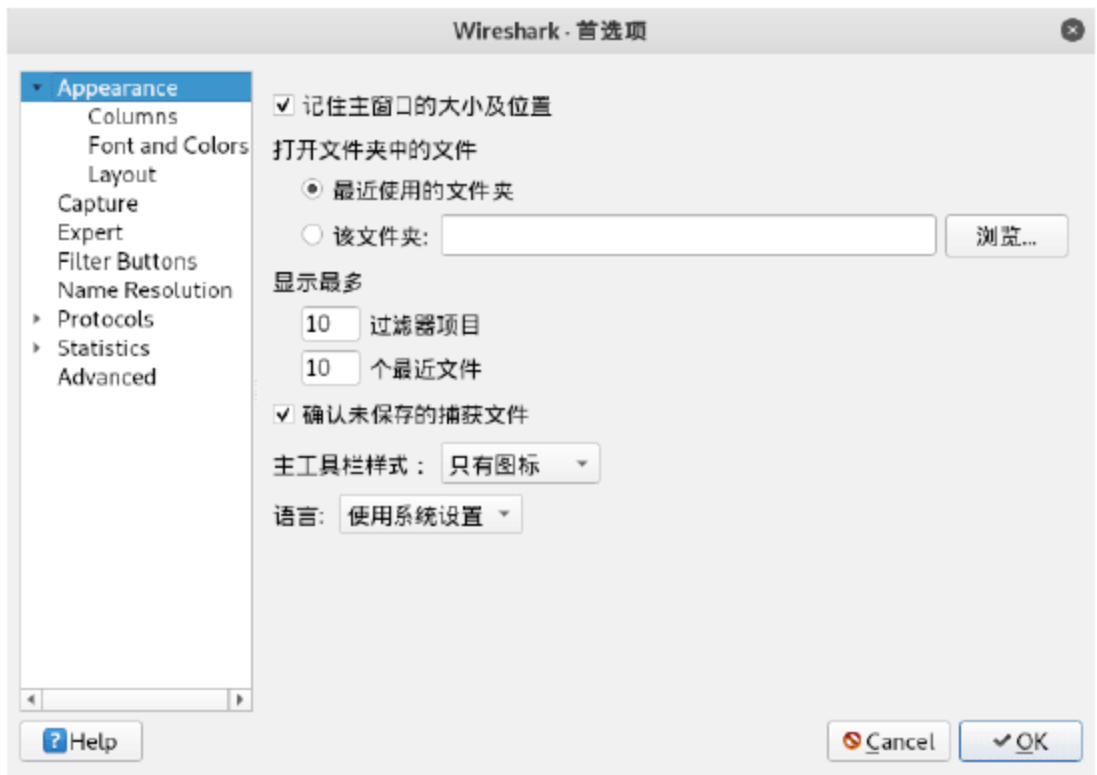 Wireshark · 首选项
Appearance
Columns
Font and Colors
Layout
Capture
Expert
Filter Buttons
Name Resolution
Protocols
Statistics
Advanced
记住主窗口的大小及位置
打开文件夹中的文件
最近使用的文件夹
该文件夹: 浏览...
显示最多
10 过滤器项目
10 个最近文件
确认未保存的捕获文件
主工具栏样式： 只有图标
语言: 使用系统设置
Help Cancel OK